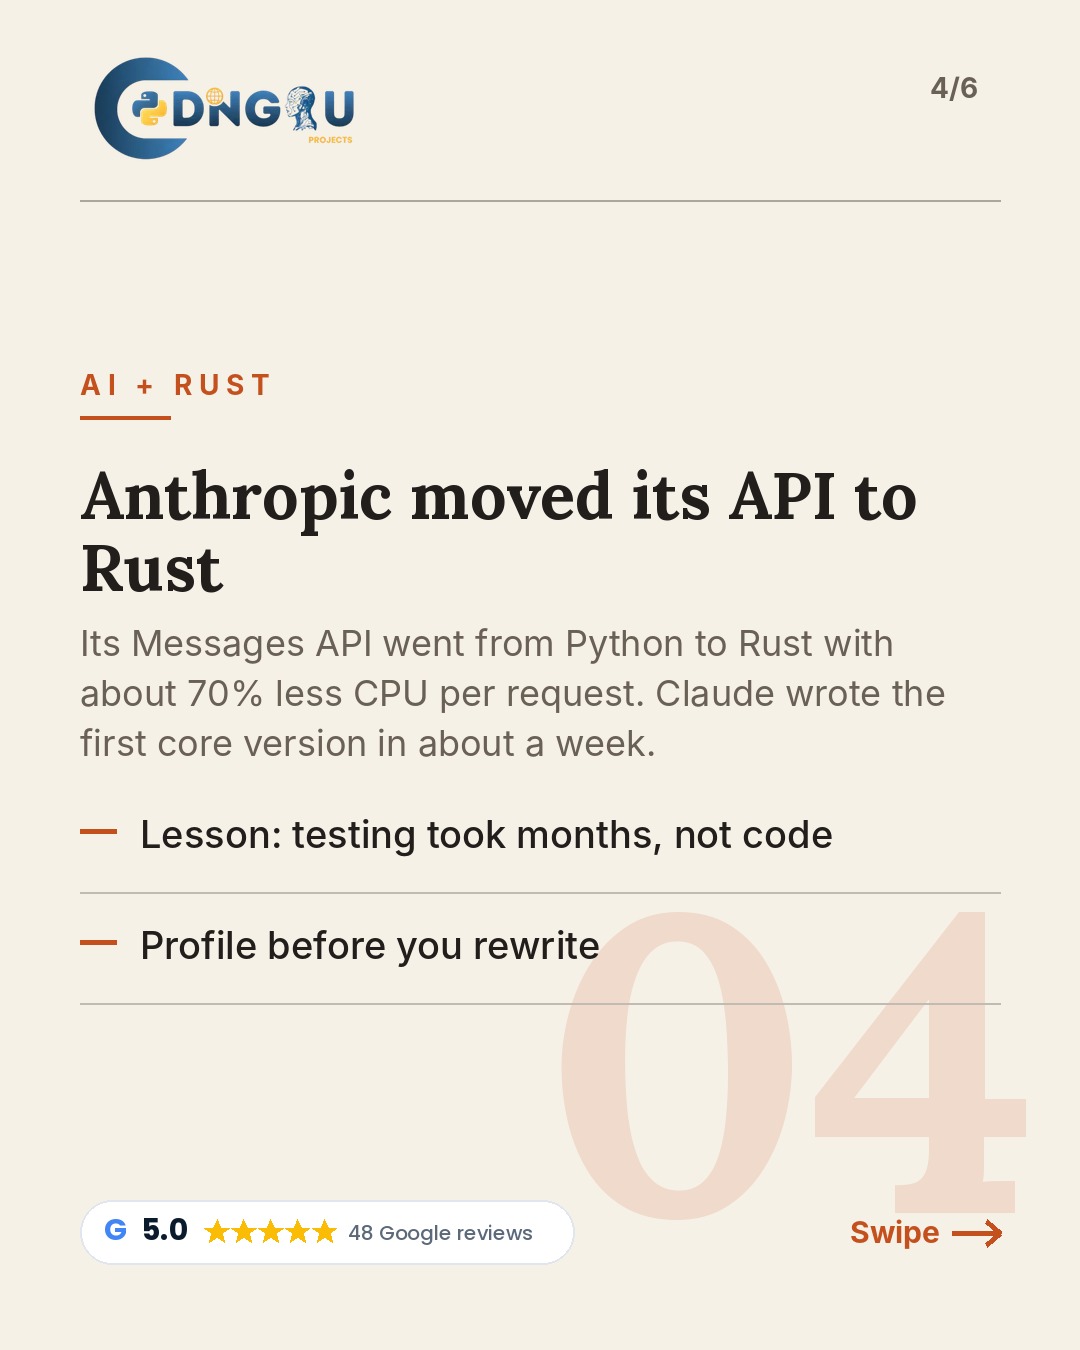 CDNGRU
PROJECTS
4/6
AI + RUST
Anthropic moved its API to
Rust
Its Messages API went from Python to Rust with
about 70% less CPU per request. Claude wrote the
first core version in about a week.
Lesson: testing took months, not code
Profile before you rewrite
04
G 5.0 48 Google reviews
Swipe